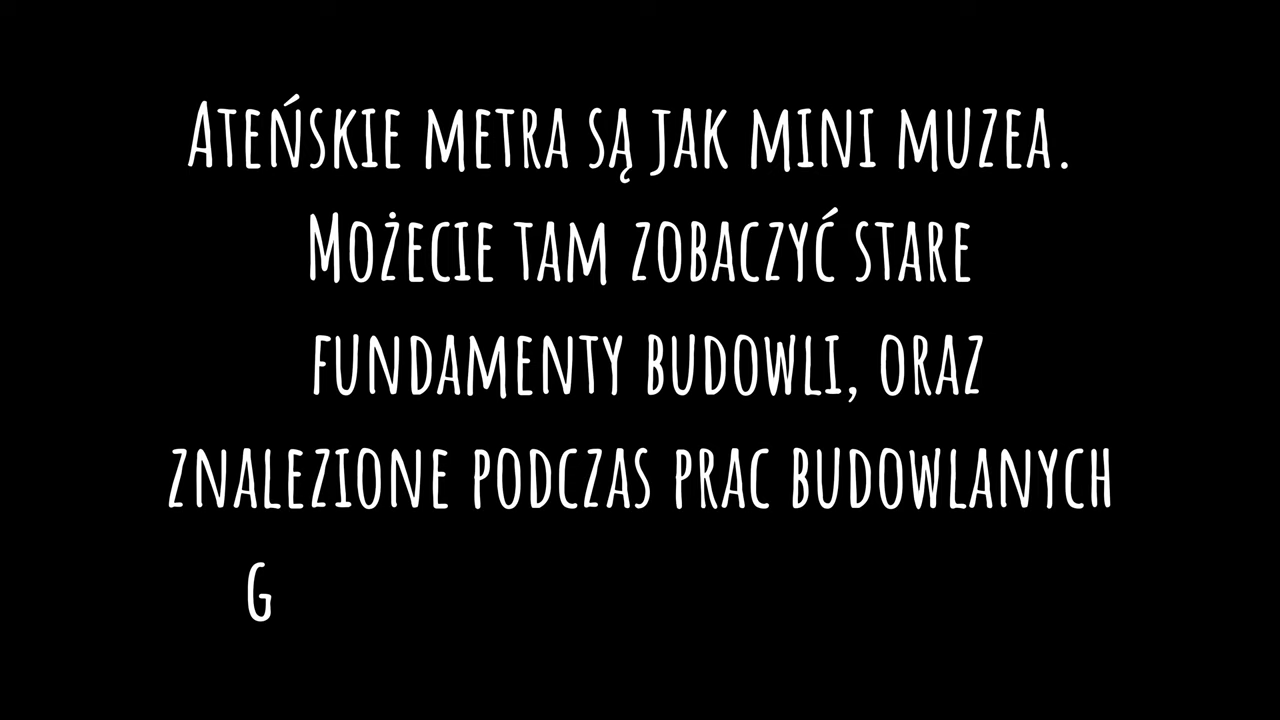 Ateńskie metra są jak mini muzea.
Możecie tam zobaczyć stare
fundamenty budowli, oraz
znalezione podczas prac budowlanych
g